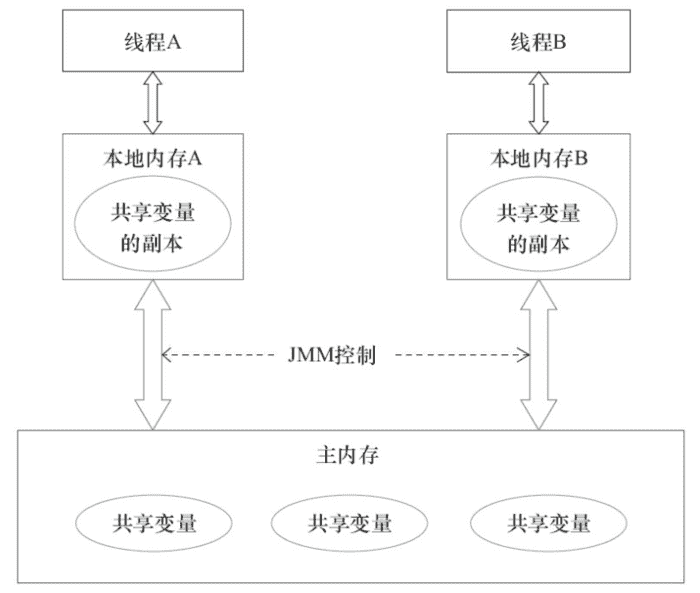 线程A
线程B
本地内存A
本地内存B
共享变量
的副本
共享变量
的副本
JMM控制
主内存
共享变量
共享变量
共享变量